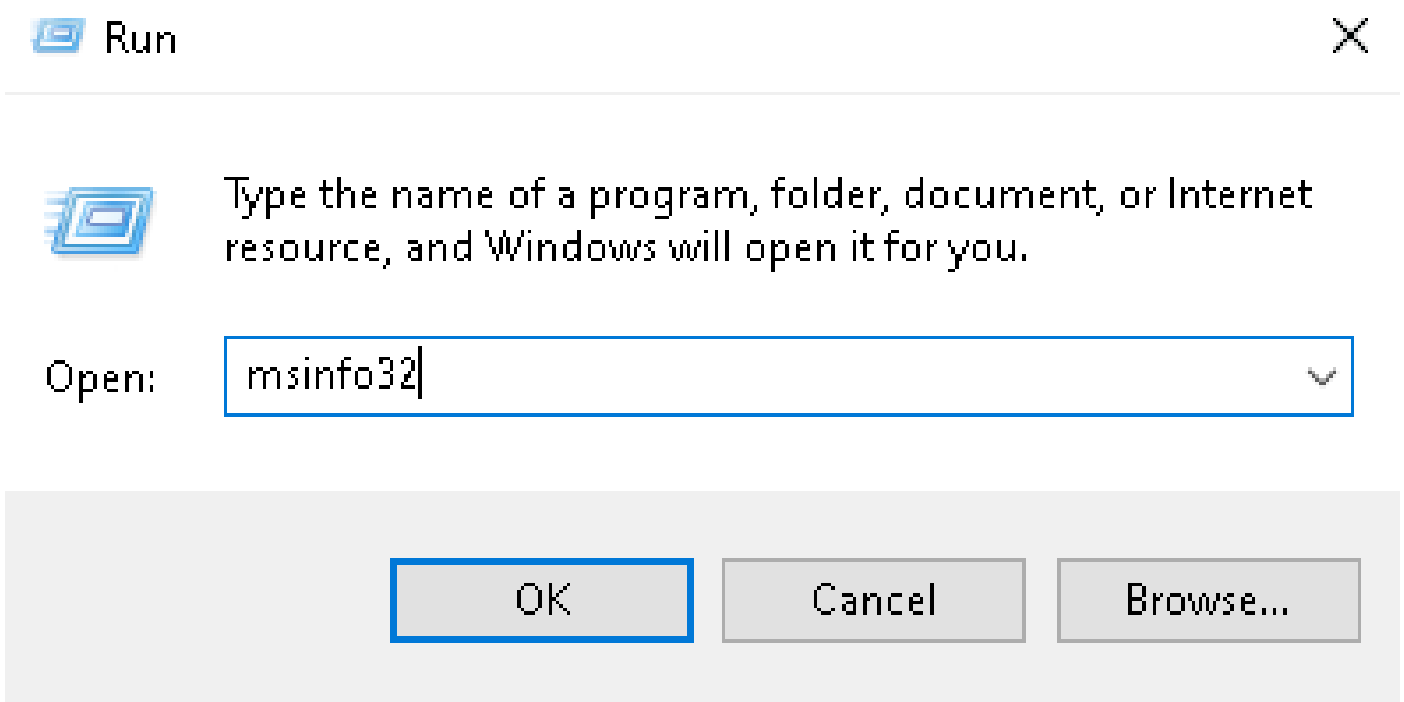 Run
Type the name of a program, folder, document, or Internet
resource, and Windows will open it for you.
Open: msinfo32
OK Cancel Browse...